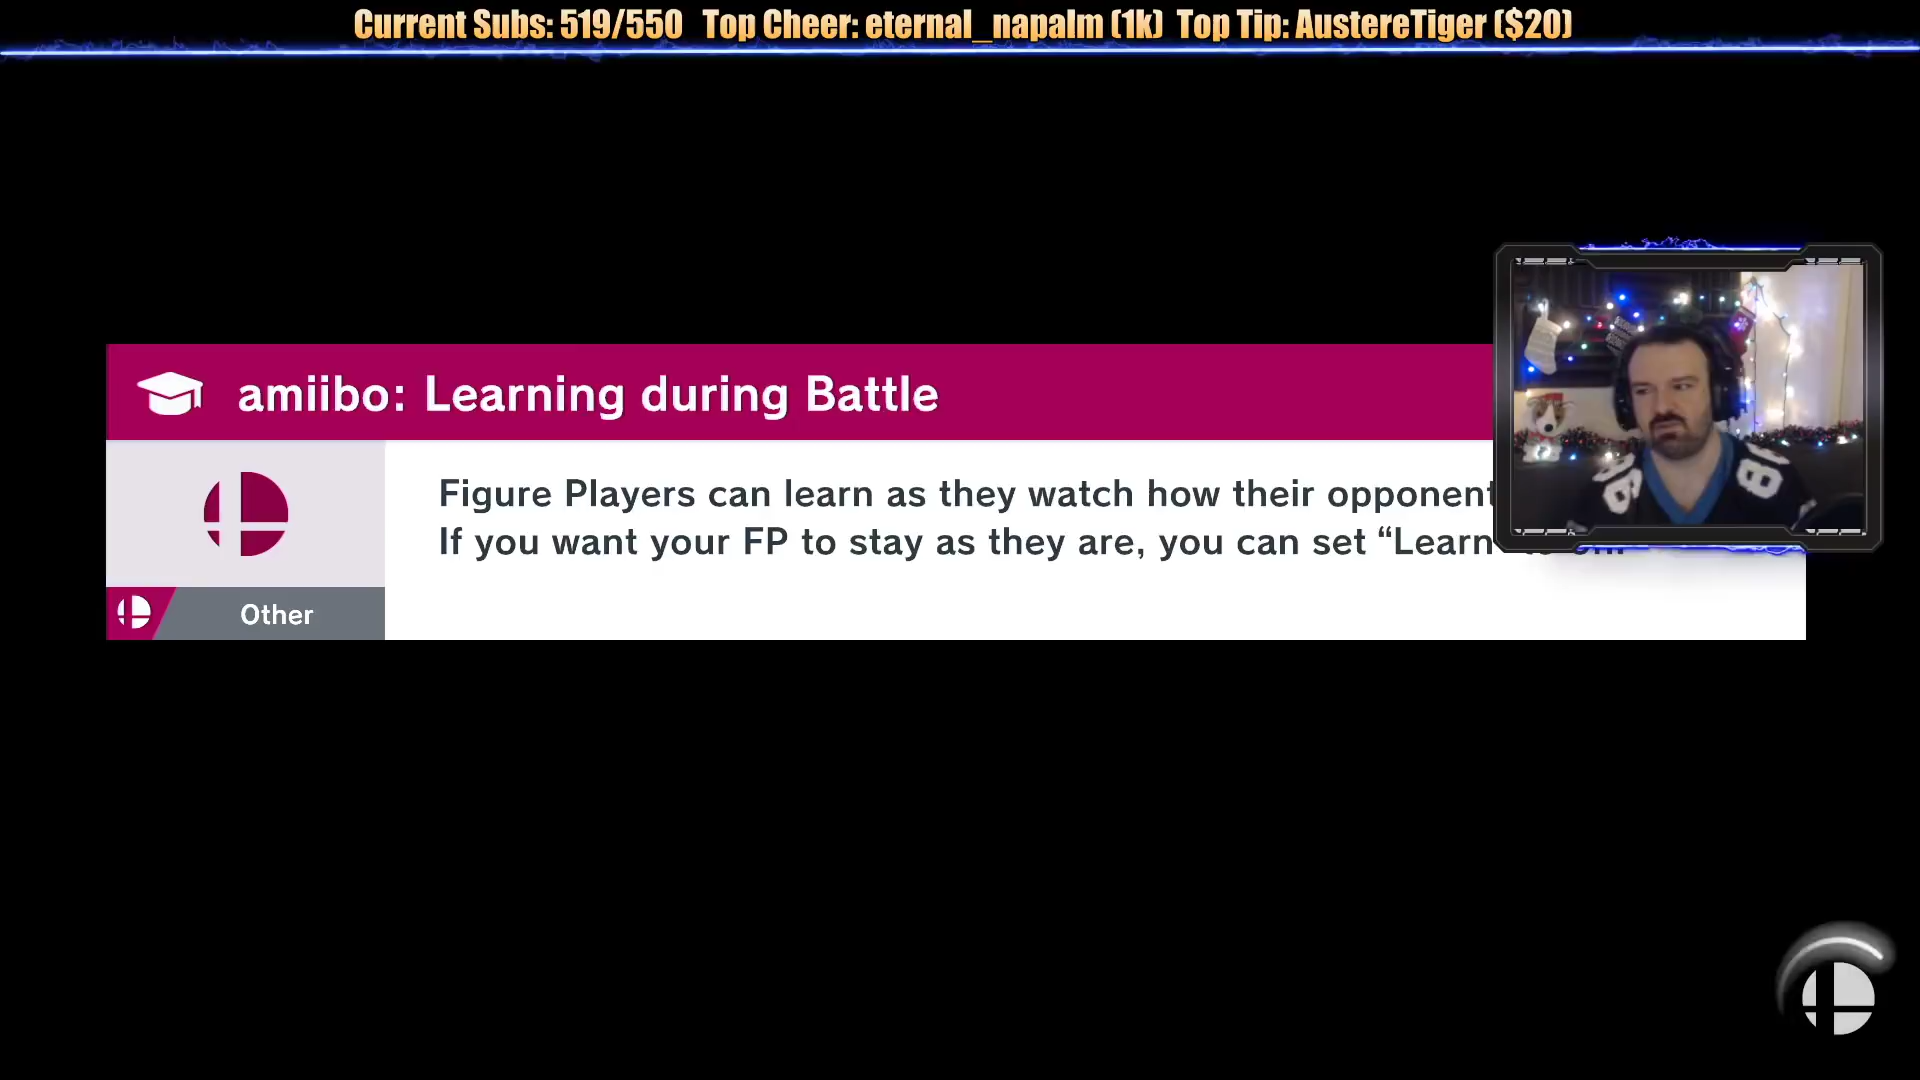 Current Subs: 519/550 Top Cheer: eternal_napalm (1k) Top Tip: AustereTiger ($20)
amiibo: Learning during Battle
Figure Players can learn as they watch how their opponent
If you want your FP to stay as they are, you can set “Learn
Other